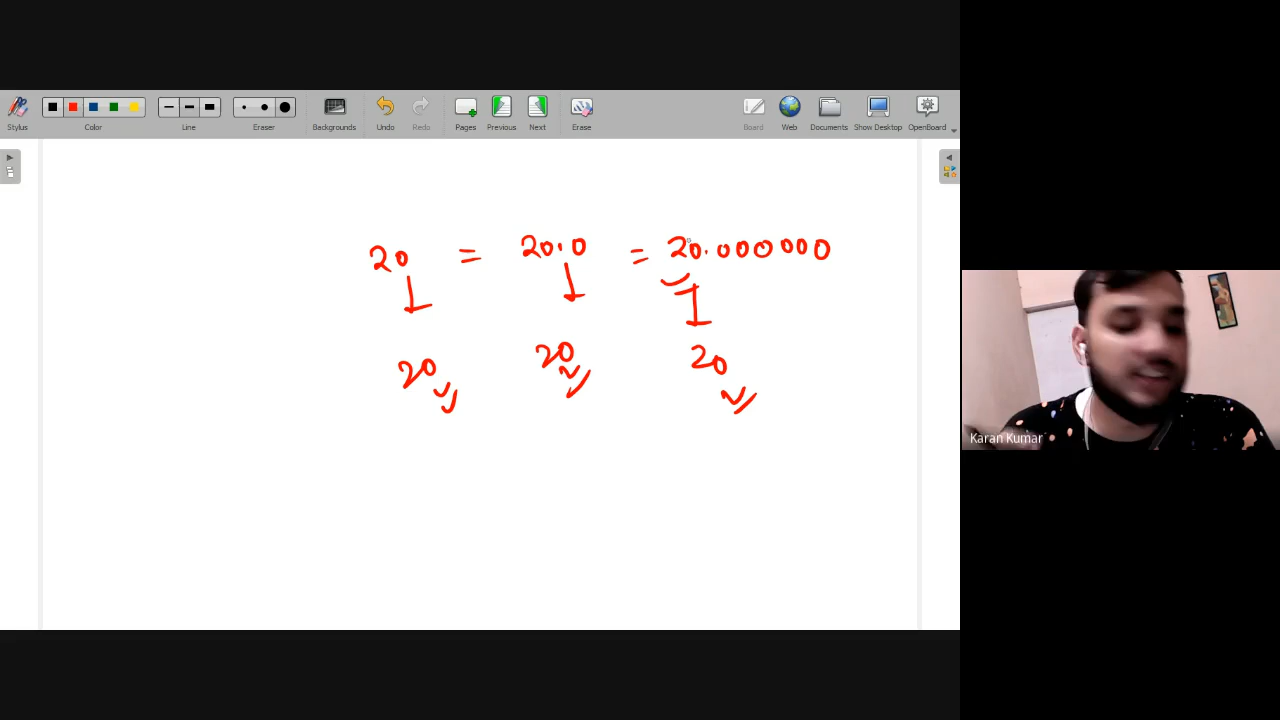 Stylus Color Line Eraser Backgrounds Undo Redo Pages Previous Next Erase Board Web Documents Show Desktop OpenBoard
20 = 20.0 = 20.000000
20 20 20
Karan Kumar